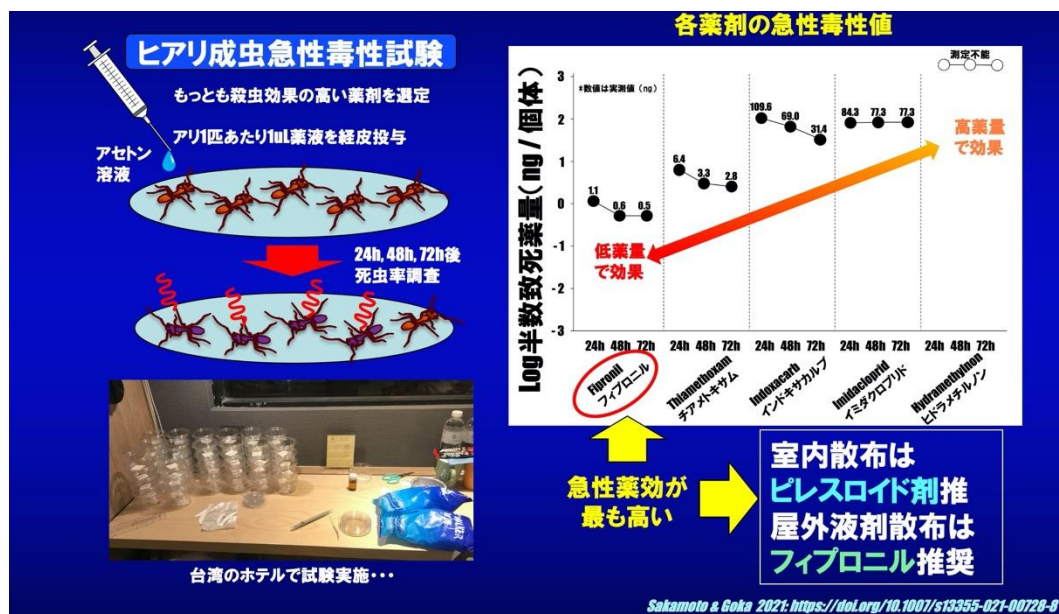 ヒアリ成虫急性毒性試験
もっとも殺虫効果の高い薬剤を選定
アリ1匹あたり1uL薬液を経皮投与
アセトン
溶液
24h, 48h, 72h後
死虫率調査
台湾のホテルで試験実施・・・
各薬剤の急性毒性値
測定不能
*数値は実測値(ng)
Log半数致死薬量(ng/個体)
3
2
1
0
-1
-2
-3
1.1
0.6
0.5
6.4
3.3
2.8
109.6
69.0
31.4
84.3
77.3
77.3
高薬量
で効果
低薬量
で効果
24h 48h 72h
24h 48h 72h
24h 48h 72h
24h 48h 72h
24h 48h 72h
Fipronil
フィプロニル
Thiamethoxam
チアメトキサム
Indoxacarb
インドキサカルブ
Imidacloprid
イミダクロプリド
Hydramethylnon
ヒドラメチルノン
急性薬効が
最も高い
室内散布は
ピレスロイド剤推
屋外液剤散布は
フィプロニル推奨
Sakamoto & Goka 2021: https://doi.org/10.1007/s13355-021-00728-